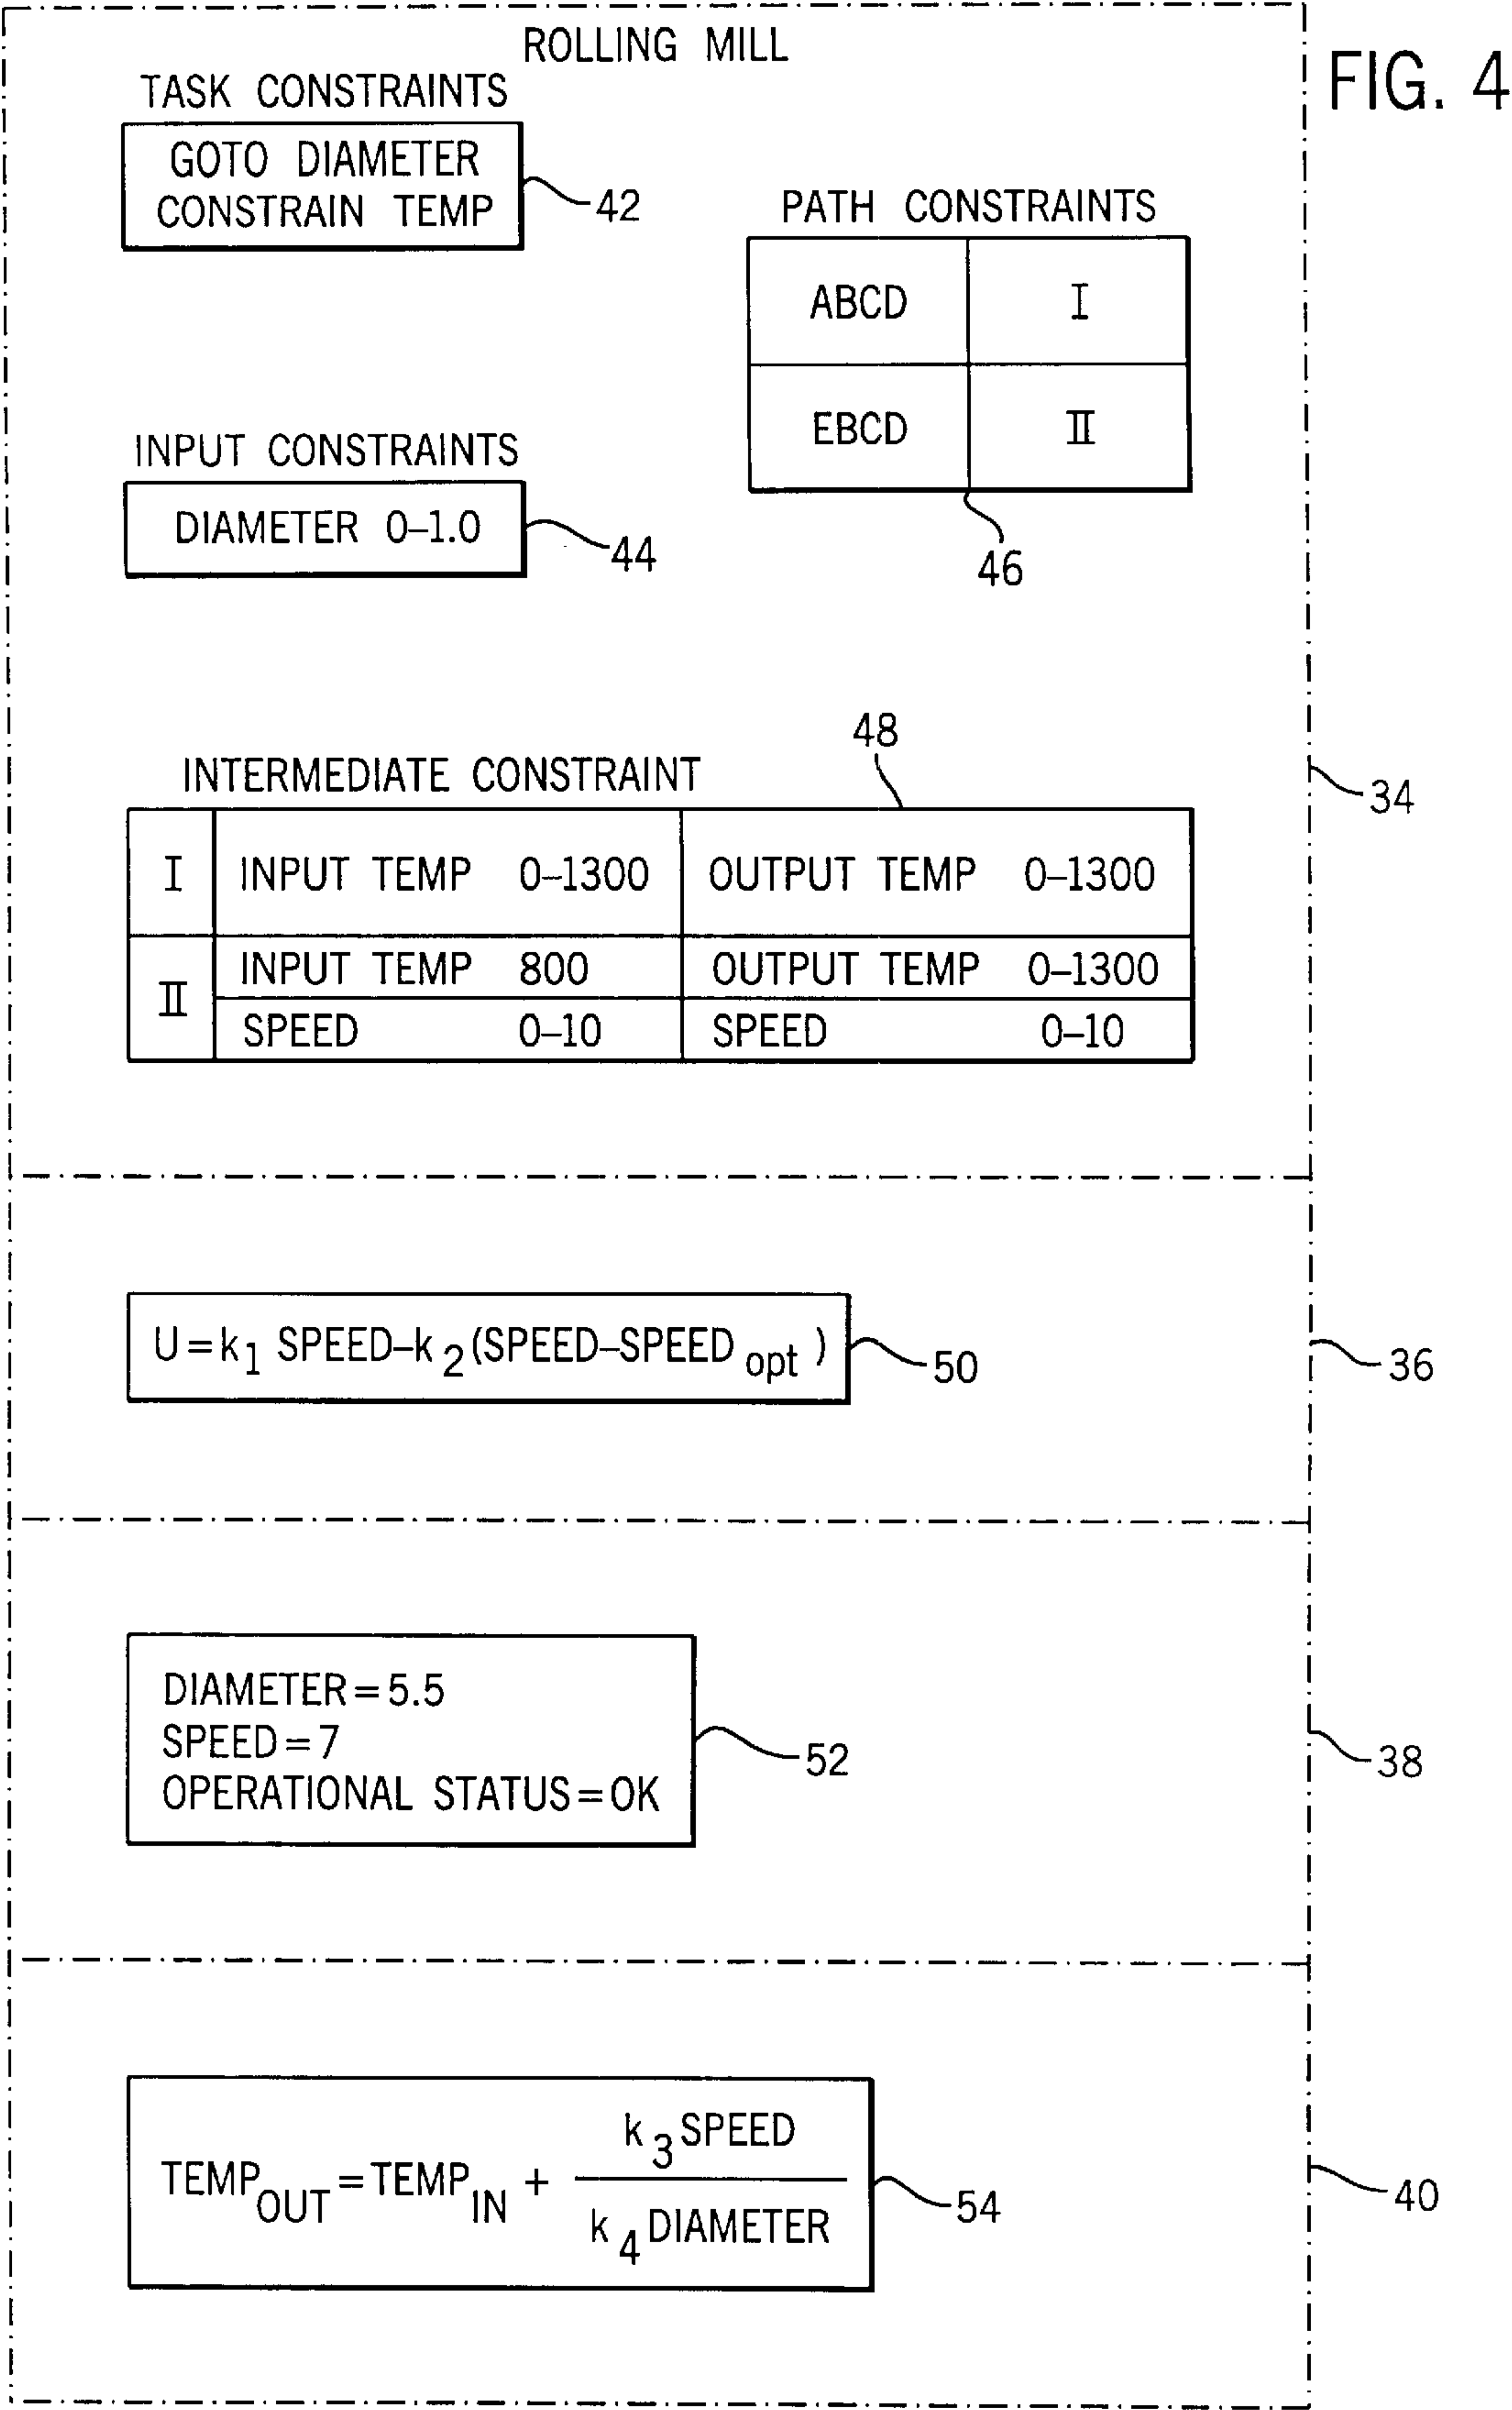 ROLLING MILL
FIG. 4
TASK CONSTRAINTS
GOTO DIAMETER
CONSTRAIN TEMP
42
PATH CONSTRAINTS
ABCD I
EBCD II
46
INPUT CONSTRAINTS
DIAMETER 0–1.0
44
48
INTERMEDIATE CONSTRAINT
34
I INPUT TEMP 0–1300 OUTPUT TEMP 0–1300
II INPUT TEMP 800 OUTPUT TEMP 0–1300
SPEED 0–10 SPEED 0–10
U=k1 SPEED–k2(SPEED–SPEEDopt)
50
36
DIAMETER=5.5
SPEED=7
OPERATIONAL STATUS=OK
52
38
TEMPOUT=TEMPIN + k3SPEED
k4DIAMETER
54
40